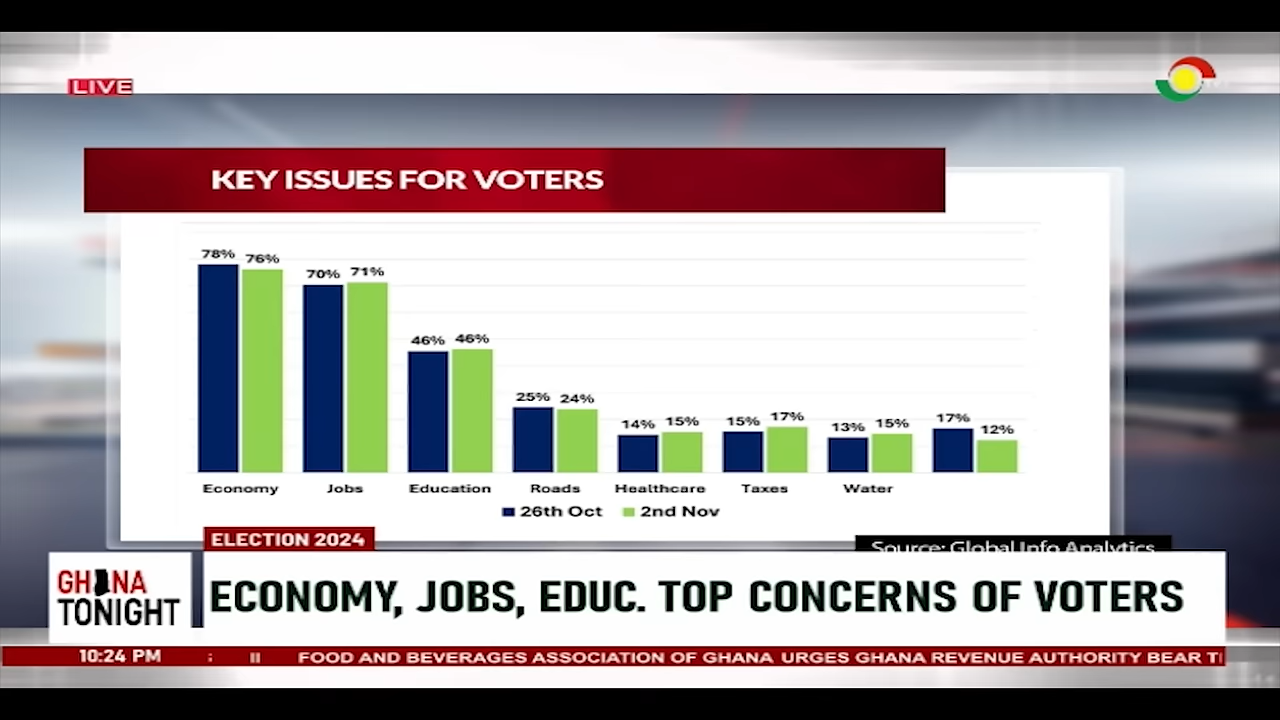 LIVE
KEY ISSUES FOR VOTERS
78% 76% 70% 71% 46% 46% 25% 24% 14% 15% 15% 17% 13% 15% 17% 12%
Economy Jobs Education Roads Healthcare Taxes Water
26th Oct 2nd Nov
ELECTION 2024
Source: Global Info Analytics
GHANA
TONIGHT
ECONOMY, JOBS, EDUC. TOP CONCERNS OF VOTERS
10:24 PM FOOD AND BEVERAGES ASSOCIATION OF GHANA URGES GHANA REVENUE AUTHORITY BEAR